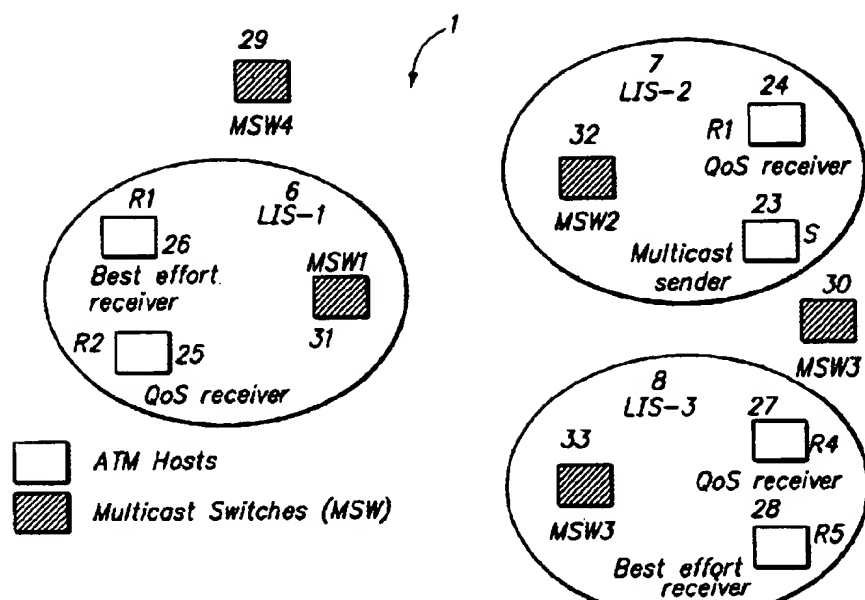 1
29
MSW4
6
LIS-1
R1
26
Best effort
receiver
MSW1
31
R2
25
QoS receiver
7
LIS-2
24
R1
QoS receiver
32
MSW2
23
S
Multicast
sender
30
MSW3
8
LIS-3
27
R4
QoS receiver
33
MSW3
28
R5
Best effort
receiver
ATM Hosts
Multicast Switches (MSW)